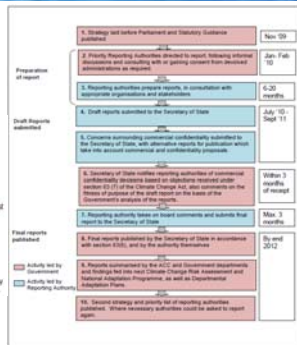 1. Strategy laid before Parliament and Statutory Guidance
published.
Nov '09
Preparation
of report
2. Priority Reporting Authorities directed to report, following informal
discussions and consulting with or gaining consent from devolved
administrations as required.
Jan- Feb
'10
3. Reporting authorities prepare reports, in consultation with
appropriate organisations and stakeholders
6-20
months
Draft Reports
submitted
4. Draft reports submitted to the Secretary of State
July '10 -
Sept '11
5. Concerns surrounding commercial confidentiality submitted to
the Secretary of State, with alternative reports for publication which
take into account commercial and confidentiality proposals
6. Secretary of State notifies reporting authorities of commercial
confidentiality decisions based on objections received under
section 63 (7) of the Climate Change Act, also comments on the
fitness of purpose of the draft report on the basis of the
Government's analysis of the reports.
Within 3
months
of receipt
7. Reporting authority takes on board comments and submits final
report to the Secretary of State
Max. 3
months
Final reports
published
8. Final reports published by the Secretary of State in accordance
with section 63(6), and by the authority themselves
By end
2012
Activity led by
Government
Activity led by
Reporting Authority
9. Reports summarised by the ACC and Government departments
and findings fed into next Climate Change Risk Assessment and
National Adaptation Programme, as well as Departmental
Adaptation Plans.
10. Second strategy and priority list of reporting authorities
published. Where necessary authorities could be asked to report
again.